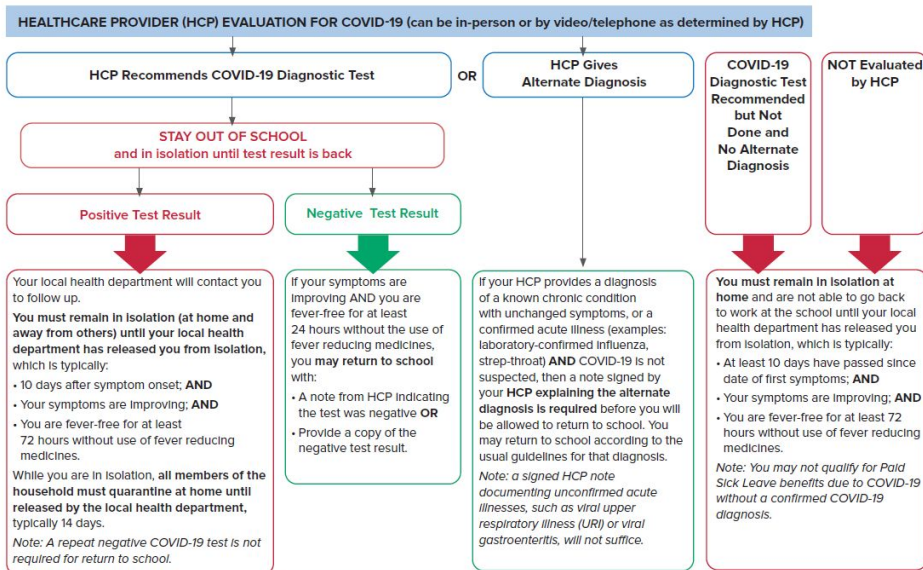 HEALTHCARE PROVIDER (HCP) EVALUATION FOR COVID-19 (can be in-person or by video/telephone as determined by HCP)
HCP Recommends COVID-19 Diagnostic Test
OR
HCP Gives
Alternate Diagnosis
COVID-19
Diagnostic Test
Recommended
but Not
Done and
No Alternate
Diagnosis
NOT Evaluated
by HCP
STAY OUT OF SCHOOL
and in isolation until test result is back
Positive Test Result
Negative Test Result
Your local health department will contact you
to follow up.
You must remain in isolation (at home and
away from others) until your local health
department has released you from isolation,
which is typically:
• 10 days after symptom onset; AND
• Your symptoms are improving; AND
• You are fever-free for at least
72 hours without use of fever reducing
medicines.
While you are in isolation, all members of the
household must quarantine at home until
released by the local health department,
typically 14 days.
Note: A repeat negative COVID-19 test is not
required for return to school.
If your symptoms are
improving AND you are
fever-free for at least
24 hours without the use of
fever reducing medicines,
you may return to school
with:
• A note from HCP indicating
the test was negative OR
• Provide a copy of the
negative test result.
If your HCP provides a diagnosis
of a known chronic condition
with unchanged symptoms, or
a confirmed acute illness (examples:
laboratory-confirmed influenza,
strep-throat) AND COVID-19 is not
suspected, then a note signed by
your HCP explaining the alternate
diagnosis is required before you will
be allowed to return to school. You
may return to school according to the
usual guidelines for that diagnosis.
Note: a signed HCP note
documenting unconfirmed acute
illnesses, such as viral upper
respiratory illness (URI) or viral
gastroenteritis, will not suffice.
You must remain in isolation at
home and are not able to go back
to work at the school until your local
health department has released you
from isolation, which is typically:
• At least 10 days have passed since
date of first symptoms; AND
• Your symptoms are improving; AND
• You are fever-free for at least 72
hours without use of fever reducing
medicines.
Note: You may not qualify for Paid
Sick Leave benefits due to COVID-19
without a confirmed COVID-19
diagnosis.